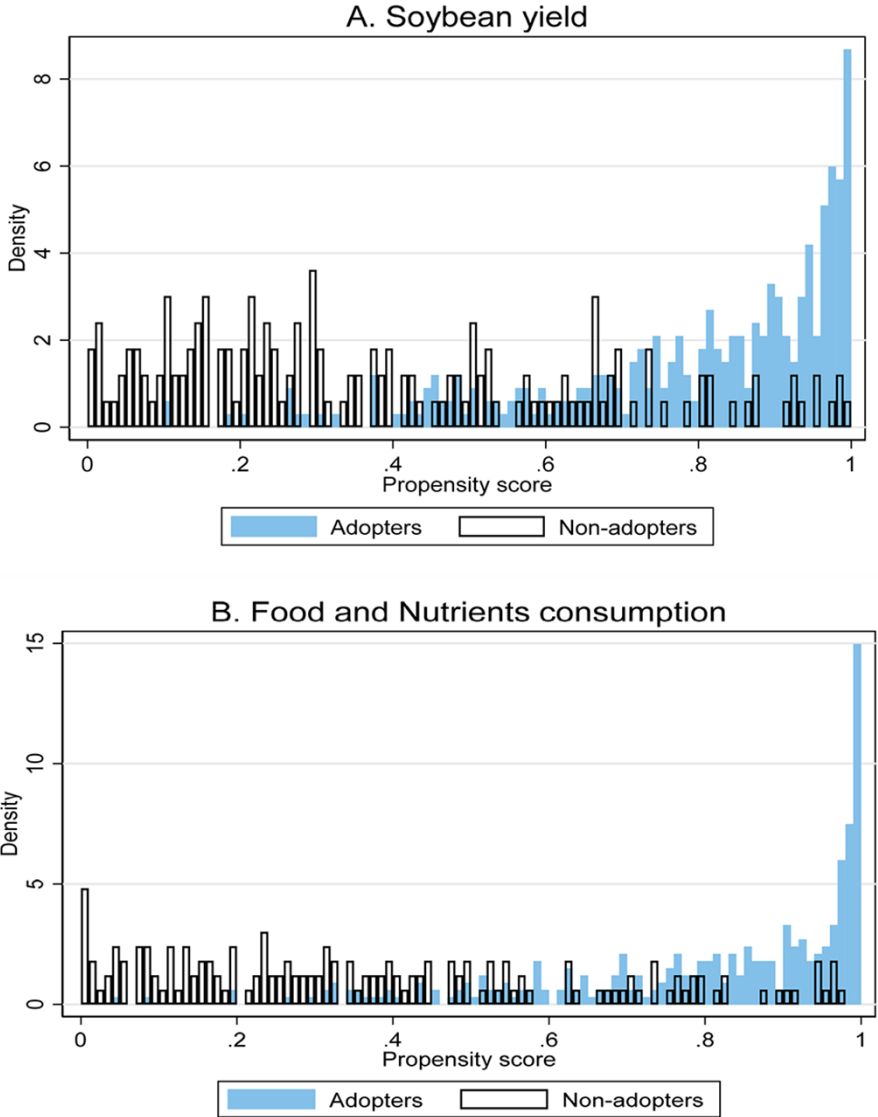 A. Soybean yield
Density
8
6
4
2
0
0 .2 .4 .6 .8 1
Propensity score
Adopters Non-adopters
B. Food and Nutrients consumption
Density
15
10
5
0
0 .2 .4 .6 .8 1
Propensity score
Adopters Non-adopters